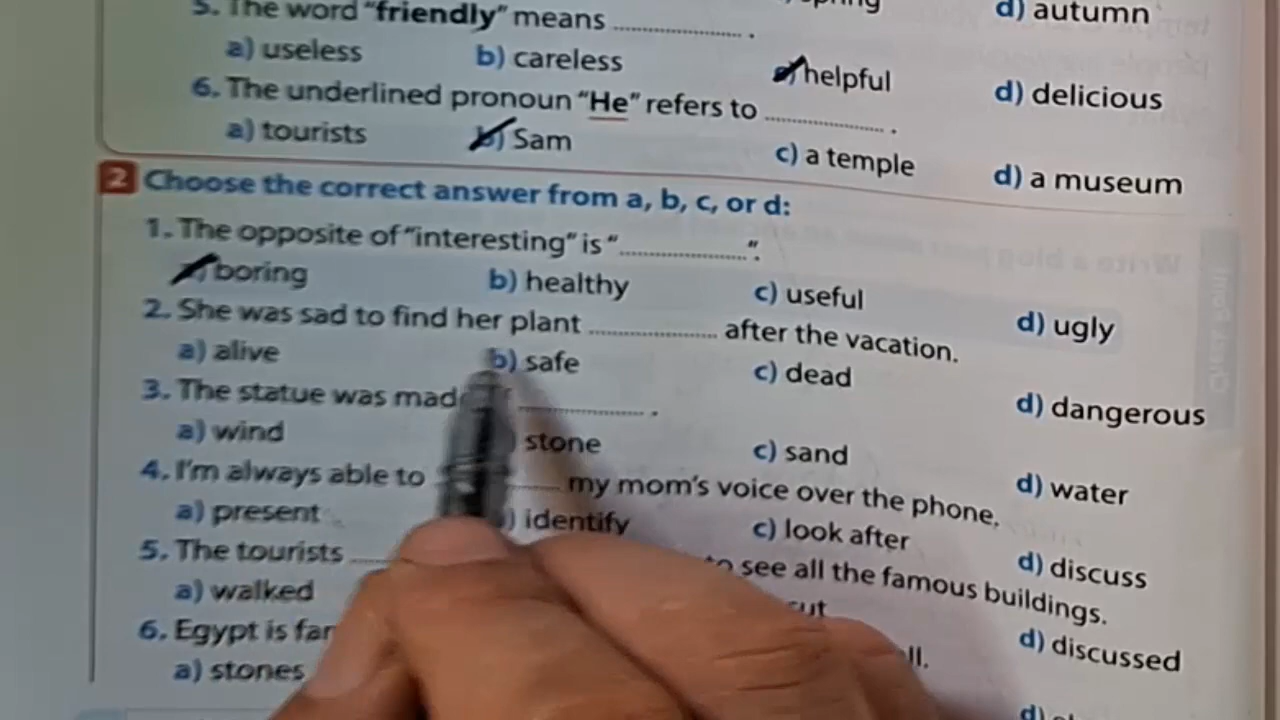 d) autumn
5. The word "friendly" means .................... .
a) useless b) careless c) helpful d) delicious
6. The underlined pronoun "He" refers to .................... .
a) tourists b) Sam c) a temple d) a museum
2 Choose the correct answer from a, b, c, or d:
1. The opposite of "interesting" is "....................".
a) boring b) healthy c) useful d) ugly
2. She was sad to find her plant .................... after the vacation.
a) alive b) safe c) dead d) dangerous
3. The statue was made .................... .
a) wind stone c) sand d) water
4. I'm always able to .................... my mom's voice over the phone.
a) present b) identify c) look after d) discuss
5. The tourists .................... to see all the famous buildings.
a) walked d) discussed
6. Egypt is
a) stones